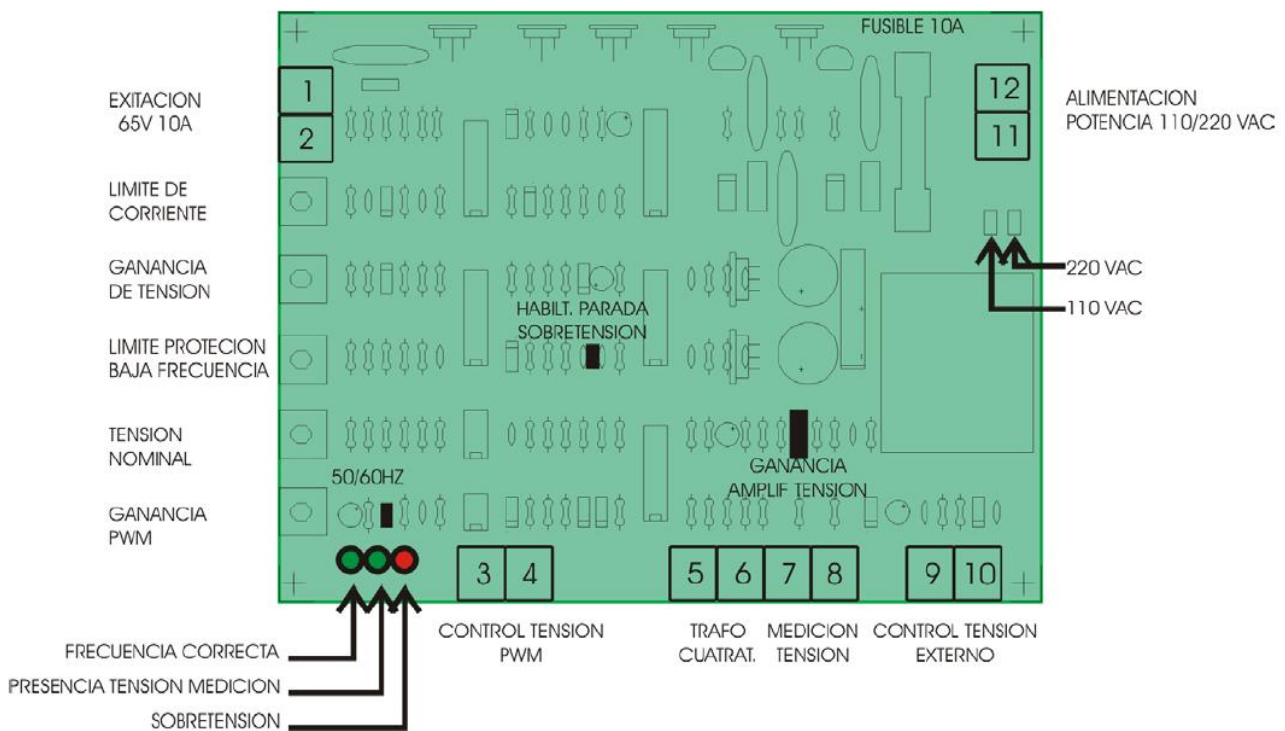 FUSIBLE 10A
EXITACION
65V 10A
1
2
12
11
ALIMENTACION
POTENCIA 110/220 VAC
LIMITE DE
CORRIENTE
GANANCIA
DE TENSION
220 VAC
110 VAC
HABILT. PARADA
SOBRETENSION
LIMITE PROTECION
BAJA FRECUENCIA
TENSION
NOMINAL
GANANCIA
AMPLIF TENSION
50/60HZ
GANANCIA
PWM
3 4
5 6 7 8
9 10
CONTROL TENSION
PWM
TRAFO
CUATRAT.
MEDICION
TENSION
CONTROL TENSION
EXTERNO
FRECUENCIA CORRECTA
PRESENCIA TENSION MEDICION
SOBRETENSION